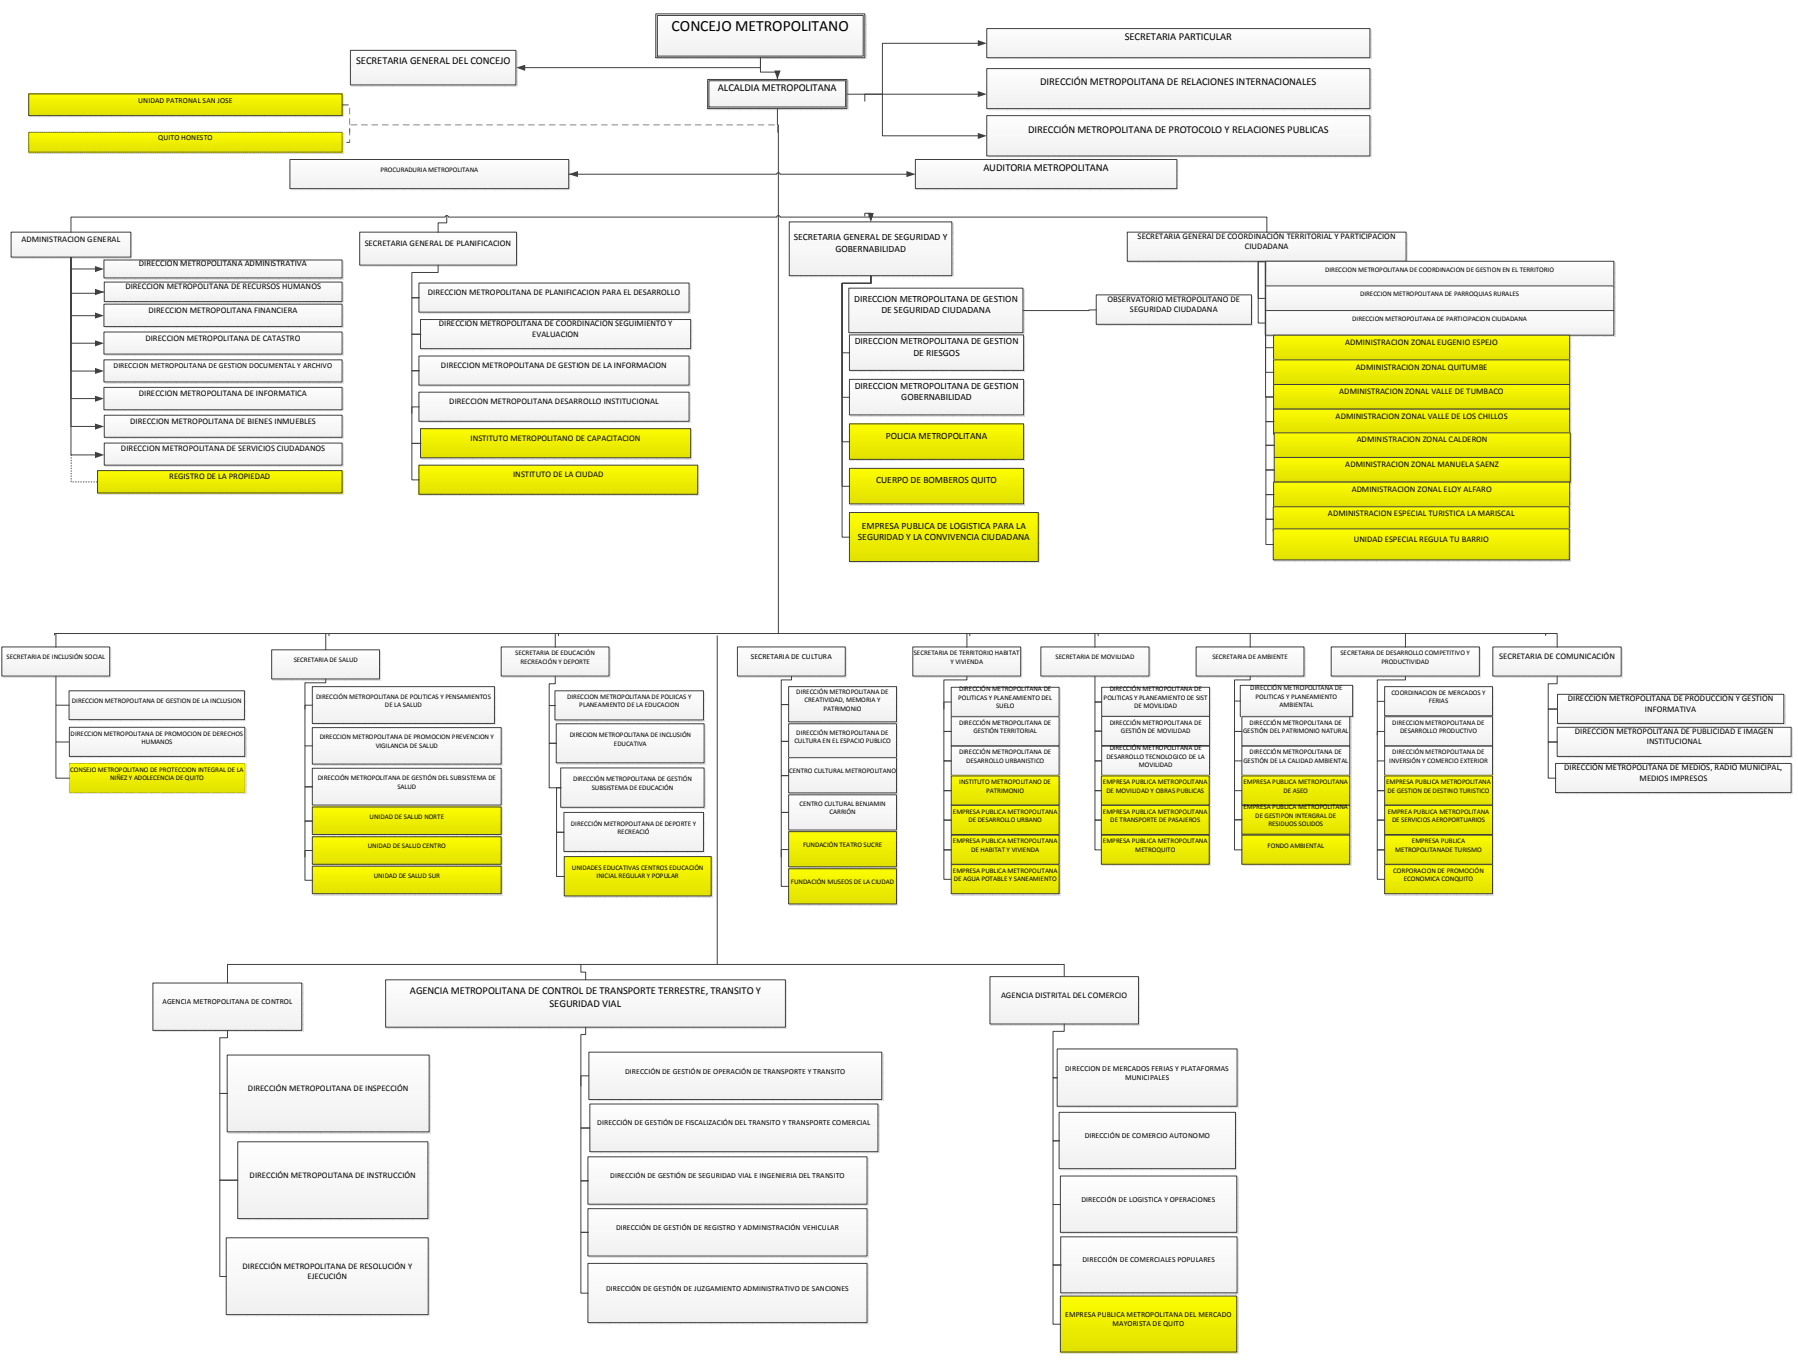 CONCEJO METROPOLITANO
SECRETARIA GENERAL DEL CONCEJO
ALCALDIA METROPOLITANA
SECRETARIA PARTICULAR
DIRECCIÓN METROPOLITANA DE RELACIONES INTERNACIONALES
DIRECCIÓN METROPOLITANA DE PROTOCOLO Y RELACIONES PUBLICAS
UNIDAD PATRONAL SAN JOSE
QUITO HONESTO
PROCURADURIA METROPOLITANA
AUDITORIA METROPOLITANA
ADMINISTRACION GENERAL
DIRECCION METROPOLITANA ADMINISTRATIVA
DIRECCION METROPOLITANA DE RECURSOS HUMANOS
DIRECCION METROPOLITANA FINANCIERA
DIRECCION METROPOLITANA DE CATASTRO
DIRECCION METROPOLITANA DE GESTION DOCUMENTAL Y ARCHIVO
DIRECCION METROPOLITANA DE INFORMATICA
DIRECCION METROPOLITANA DE BIENES INMUEBLES
DIRECCION METROPOLITANA DE SERVICIOS CIUDADANOS
REGISTRO DE LA PROPIEDAD
SECRETARIA GENERAL DE PLANIFICACION
DIRECCION METROPOLITANA DE PLANIFICACION PARA EL DESARROLLO
DIRECCION METROPOLITANA DE COORDINACION SEGUIMIENTO Y
EVALUACION
DIRECCION METROPOLITANA DE GESTION DE LA INFORMACION
DIRECCION METROPOLITANA DESARROLLO INSTITUCIONAL
INSTITUTO METROPOLITANO DE CAPACITACION
INSTITUTO DE LA CIUDAD
SECRETARIA GENERAL DE SEGURIDAD Y
GOBERNABILIDAD
DIRECCION METROPOLITANA DE GESTION
DE SEGURIDAD CIUDADANA
OBSERVATORIO METROPOLITANO DE
SEGURIDAD CIUDADANA
DIRECCION METROPOLITANA DE GESTION
DE RIESGOS
DIRECCION METROPOLITANA DE GESTION
GOBERNABILIDAD
POLICIA METROPOLITANA
CUERPO DE BOMBEROS QUITO
EMPRESA PUBLICA DE LOGISTICA PARA LA
SEGURIDAD Y LA CONVIVENCIA CIUDADANA
SECRETARIA GENERAl DE COORDINACIÓN TERRITORIAL Y PARTICIPACION
CIUDADANA
DIRECCION METROPOLITANA DE COORDINACION DE GESTION EN EL TERRITORIO
DIRECCION METROPOLITANA DE PARROQUIAS RURALES
DIRECCION METROPOLITANA DE PARTICIPACION CIUDADANA
ADMINISTRACION ZONAL EUGENIO ESPEJO
ADMINISTRACION ZONAL QUITUMBE
ADMINISTRACION ZONAL VALLE DE TUMBACO
ADMINISTRACION ZONAL VALLE DE LOS CHILLOS
ADMINISTRACION ZONAL CALDERON
ADMINISTRACION ZONAL MANUELA SAENZ
ADMINISTRACION ZONAL ELOY ALFARO
ADMINISTRACION ESPECIAL TURISTICA LA MARISCAL
UNIDAD ESPECIAL REGULA TU BARRIO
SECRETARIA DE INCLUSIÓN SOCIAL
DIRECCION METROPOLITANA DE GESTION DE LA INCLUSION
DIRECCION METROPOLITANA DE PROMOCION DE DERECHOS
HUMANOS
CONSEJO METROPOLITANO DE PROTECCION INTEGRAL DE LA
NIÑEZ Y ADOLECENCIA DE QUITO
SECRETARIA DE SALUD
DIRECCIÓN METROPOLITANA DE POLITICAS Y PENSAMIENTOS
DE LA SALUD
DIRECCION METROPOLITANA DE PROMOCION PREVENCION Y
VIGILANCIA DE SALUD
DIRECCIÓN METROPOLITANA DE GESTIÓN DEL SUBSISTEMA DE
SALUD
UNIDAD DE SALUD NORTE
UNIDAD DE SALUD CENTRO
UNIDAD DE SALUD SUR
SECRETARIA DE EDUCACIÓN
RECREACIÓN Y DEPORTE
DIRECCION METROPOLITANA DE POLIICAS Y
PLANEAMIENTO DE LA EDUCACION
DIRECCION METROPOLITANA DE INCLUSIÓN
EDUCATIVA
DIRECCIÓN METROPOLITANA DE GESTIÓN
SUBSISTEMA DE EDUCACIÓN
DIRECCIÓN METROPOLITANA DE DEPORTE Y
RECREACIÓ
UNIDADES EDUCATIVAS CENTROS EDUCACIÓN
INICIAL REGULAR Y POPULAR
SECRETARIA DE CULTURA
DIRECCIÓN METROPOLITANA DE
CREATIVIDAD, MEMORIA Y
PATRIMONIO
DIRECCIÓN METROPOLITANA DE
CULTURA EN EL ESPACIO PUBLICO
CENTRO CULTURAL METROPOLITANO
CENTRO CULTURAL BENJAMIN
CARRIÓN
FUNDACIÓN TEATRO SUCRE
FUNDACIÓN MUSEOS DE LA CIUDAD
SECRETARIA DE TERRITORIO HABITAT
Y VIVIENDA
DIRECCIÓN METROPOLITANA DE
POLITICAS Y PLANEAMIENTO DEL
SUELO
DIRECCIÓN METROPOLITANA DE
GESTIÓN TERRITORIAL
DIRECCIÓN METROPOLITANA DE
DESARROLLO URBANISTICO
INSTITUTO METROPOLITANO DE
PATRIMONIO
EMPRESA PUBLICA METROPOLITANA
DE DESARROLLO URBANO
EMPRESA PUBLICA METROPOLITANA
DE HABITAT Y VIVIENDA
EMPRESA PUBLICA METROPOLITANA
DE AGUA POTABLE Y SANEAMIENTO
SECRETARIA DE MOVILIDAD
DIRECCIÓN METROPOLITANA DE
POLITICAS Y PLANEAMIENTO DE SIST
DE MOVILIDAD
DIRECCIÓN METROPOLITANA DE
GESTIÓN DE MOVILIDAD
DIRECCIÓN METROPOLITANA DE
DESARROLLO TECNOLOGICO DE LA
MOVILIDAD
EMPRESA PUBLICA METROPOLITANA
DE MOVILIDAD Y OBRAS PUBLICAS
EMPRESA PUBLICA METROPOLITANA
DE TRANSPORTE DE PASAJEROS
EMPRESA PUBLICA METROPOLITANA
METROQUITO
SECRETARIA DE AMBIENTE
DIRECCIÓN METROPOLITANA DE
POLITICAS Y PLANEAMIENTO
AMBIENTAL
DIRECCIÓN METROPOLITANA DE
GESTIÓN DEL PATRIMONIO NATURAL
DIRECCIÓN METROPOLITANA DE
GESTIÓN DE LA CALIDAD AMBIENTAL
EMPRESA PUBLICA METROPOLITANA
DE ASEO
EMPRESA PUBLICA METROPOLITANA
DE GESTIPON INTERGRAL DE
RESIDUOS SOLIDOS
FONDO AMBIENTAL
SECRETARIA DE DESARROLLO COMPETITIVO Y
PRODUCTIVIDAD
COORDINACION DE MERCADOS Y
FERIAS
DIRECCION METROPOLITANA DE
DESARROLLO PRODUCTIVO
DIRECCION METROPOLITANA DE
INVERSIÓN Y COMERCIO EXTERIOR
EMPRESA PUBLICA METROPOLITANA
DE GESTION DE DESTINO TURISTICO
EMPREA PUBLICA METROPOLITANA
DE SERVICIOS AEROPORTUARIOS
EMPRESA PUBLICA
METROPOLITANADE TURISMO
CORPORACION DE PROMOCIÓN
ECONOMICA CONQUITO
SECRETARIA DE COMUNICACIÓN
DIRECCIÓN METROPOLITANA DE PRODUCCION Y GESTION
INFORMATIVA
DIRECCION METROPOLITANA DE PUBLICIDAD E IMAGEN
INSTITUCIONAL
DIRECCIÓN METROPOLITANA DE MEDIOS, RADIO MUNICIPAL,
MEDIOS IMPRESOS
AGENCIA METROPOLITANA DE CONTROL
DIRECCIÓN METROPOLITANA DE INSPECCIÓN
DIRECCIÓN METROPOLITANA DE INSTRUCCIÓN
DIRECCIÓN METROPOLITANA DE RESOLUCIÓN Y
EJECUCIÓN
AGENCIA METROPOLITANA DE CONTROL DE TRANSPORTE TERRESTRE, TRANSITO Y
SEGURIDAD VIAL
DIRECCIÓN DE GESTIÓN DE OPERACIÓN DE TRANSPORTE Y TRANSITO
DIRECCIÓN DE GESTIÓN DE FISCALIZACIÓN DEL TRANSITO Y TRANSPORTE COMERCIAL
DIRECCIÓN DE GESTIÓN DE SEGURIDAD VIAL E INGENIERIA DEL TRANSITO
DIRECCIÓN DE GESTIÓN DE REGISTRO Y ADMINISTRACIÓN VEHICULAR
DIRECCIÓN DE GESTIÓN DE JUZGAMIENTO ADMINISTRATIVO DE SANCIONES
AGENCIA DISTRITAL DEL COMERCIO
DIRECCION DE MERCADOS FERIAS Y PLATAFORMAS
MUNICIPALES
DIRECCIÓN DE COMERCIO AUTONOMO
DIRECCIÓN DE LOGISTICA Y OPERACIONES
DIRECCIÓN DE COMERCIALES POPULARES
EMPRESA PUBLICA METROPOLITANA DEL MERCADO
MAYORISTA DE QUITO